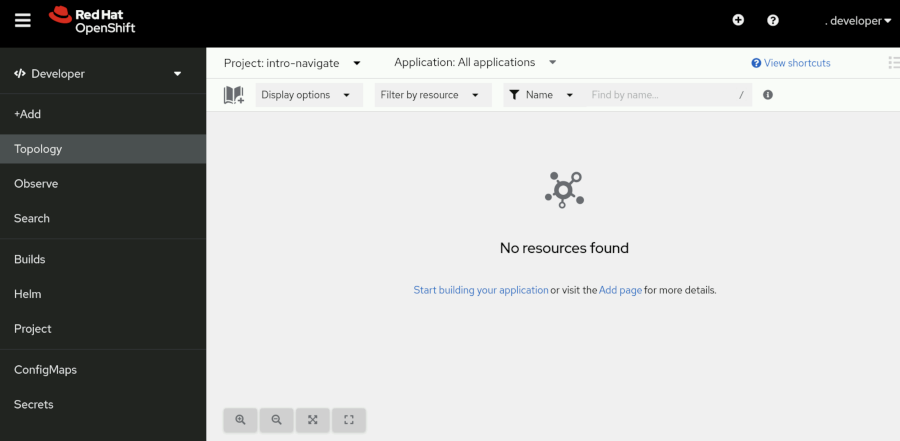 Red Hat
OpenShift
. developer
Developer
+Add
Topology
Observe
Search
Builds
Helm
Project
ConfigMaps
Secrets
Project: intro-navigate
Application: All applications
View shortcuts
Display options
Filter by resource
Name
Find by name...
/
No resources found
Start building your application or visit the Add page for more details.